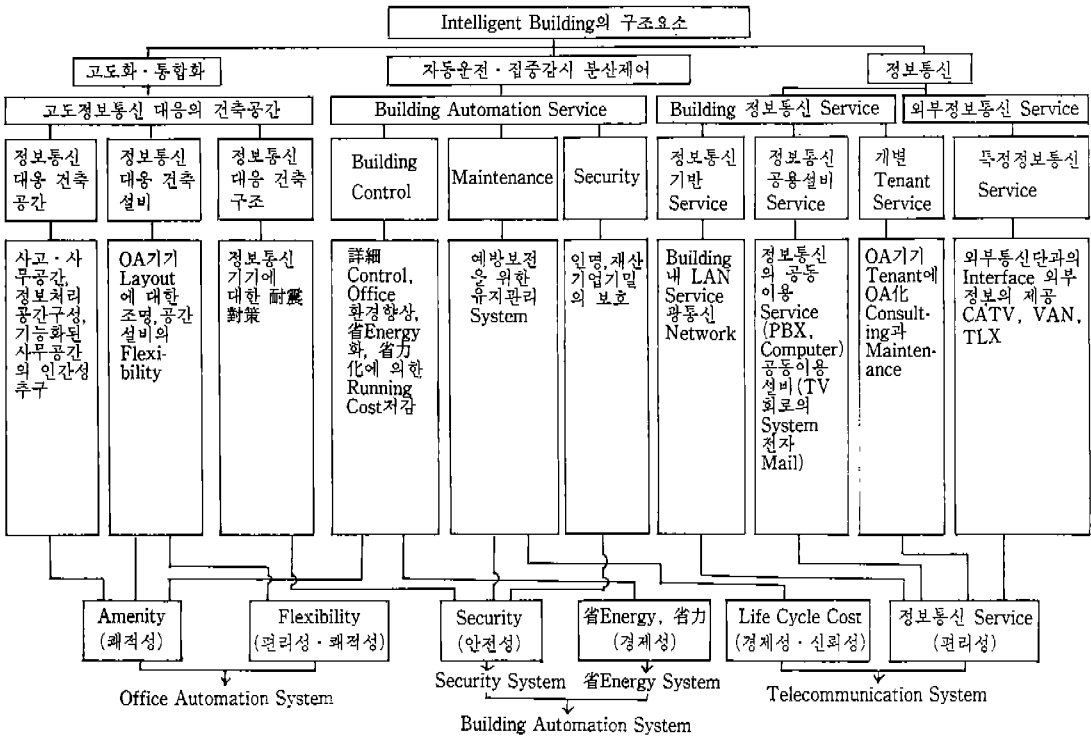 Intelligent Building의 구조요소
고도화·통합화
자동운전·집중감시 분산제어
정보통신
고도정보통신 대응의 건축공간
Building Automation Service
Building 정보통신 Service
외부정보통신 Service
정보통신
대응 건축
공간
정보통신
대응 건축
설비
정보통신
대응 건축
구조
Building
Control
Maintenance
Security
정보통신
기반
Service
정보통신
공용설비
Service
개별
Tenant
Service
특정정보통신
Service
사고·사
무공간,
정보처리
공간구성,
기능화된
사무공간
의 인간성
추구
OA기기
Layout
에 대한
조명,공간
설비의
Flexi-
bility
정보통신
기기에
대한 耐震
對策
詳細
Control,
Office
환경향상,
省Energy
화, 省力
化에 의한
Running
Cost저감
예방보전
을 위한
유지관리
System
인명,재산
기업기밀
의 보호
Building
내 LAN
Service
광통신
Network
정보통신
의 공동
이용
Service
(PBX,
Computer)
공동이용
설비(TV
회로의
System
전자
Mail)
OA기기
Tenant에
OA化
Consult-
ing과
Mainten-
ance
외부통신단과의
Interface 외부
정보의 제공
CATV, VAN,
TLX
Amenity
(쾌적성)
Flexibility
(편리성·쾌적성)
Security
(안전성)
省Energy, 省力
(경제성)
Life Cycle Cost
(경제성·신뢰성)
정보통신 Service
(편리성)
Office Automation System
Security System
省Energy System
Telecommunication System
Building Automation System